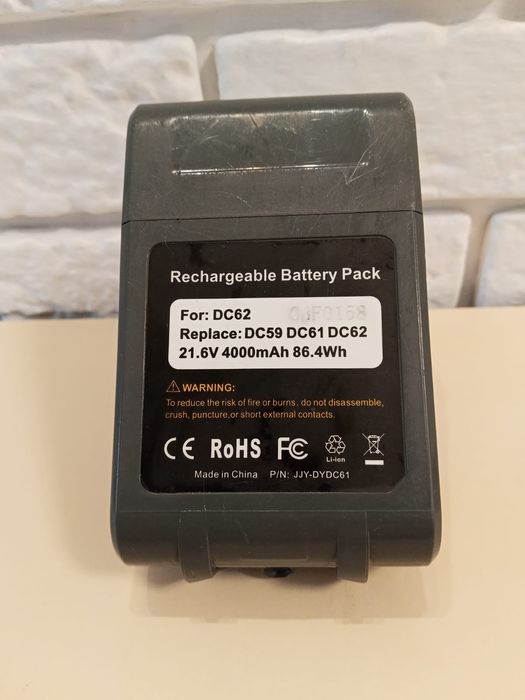 Rechargeable Battery Pack
For: DC62
Replace: DC59 DC61 DC62
21.6V 4000mAh 86.4Wh
WARNING:
To reduce the risk of fire or burns, do not disassemble,
crush, puncture,or short external contacts.
CE RoHS FC
Li-ion
Made in China P/N: JJY-DYDC61